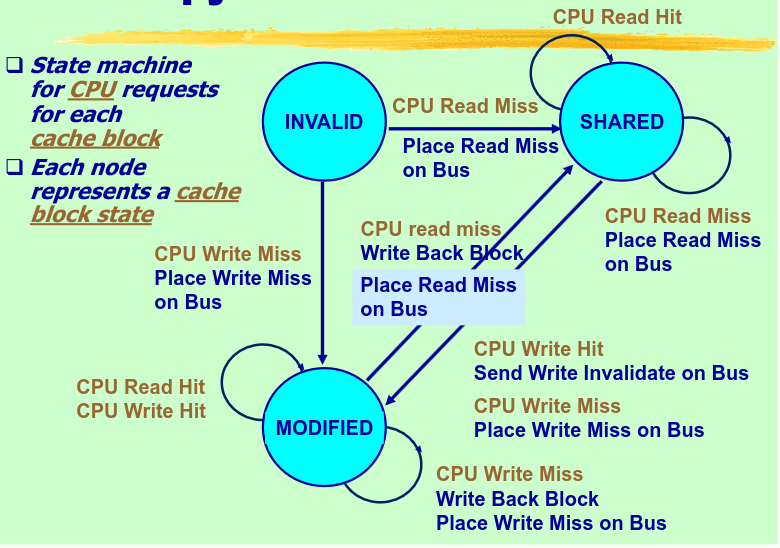 CPU Read Hit
❑ State machine
for CPU requests
for each
cache block
❑ Each node
represents a cache
block state
INVALID
CPU Read Miss
Place Read Miss
on Bus
SHARED
CPU Read Miss
Place Read Miss
on Bus
CPU Write Miss
Place Write Miss
on Bus
CPU read miss
Write Back Block
Place Read Miss
on Bus
CPU Write Hit
Send Write Invalidate on Bus
CPU Write Miss
Place Write Miss on Bus
CPU Read Hit
CPU Write Hit
MODIFIED
CPU Write Miss
Write Back Block
Place Write Miss on Bus